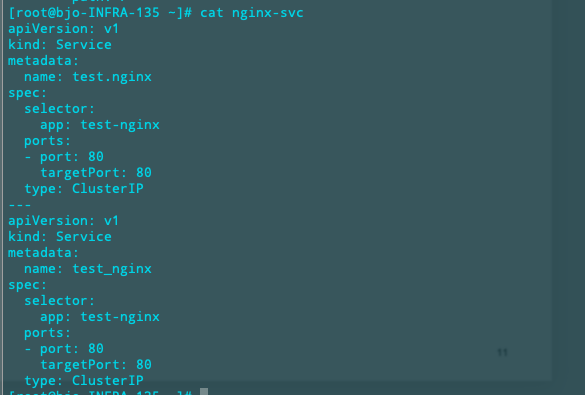 [root@bjo-INFRA-135 ~]# cat nginx-svc
apiVersion: v1
kind: Service
metadata:
  name: test.nginx
spec:
  selector:
    app: test-nginx
  ports:
  - port: 80
    targetPort: 80
  type: ClusterIP
---
apiVersion: v1
kind: Service
metadata:
  name: test_nginx
spec:
  selector:
    app: test-nginx
  ports:
  - port: 80
    targetPort: 80
  type: ClusterIP
[root@bjo-INFRA-135 ~]#